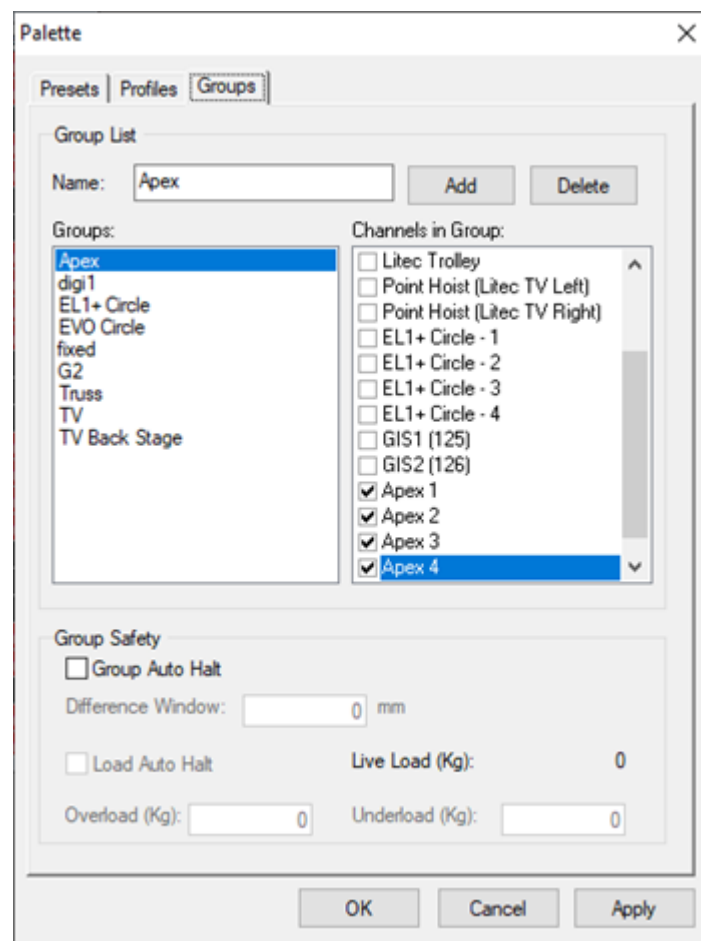 Palette
Presets Profiles Groups
Group List
Name: Apex Add Delete
Groups:
Apex
digi1
EL1+ Circle
EVO Circle
fixed
G2
Truss
TV
TV Back Stage
Channels in Group:
Litec Trolley
Point Hoist (Litec TV Left)
Point Hoist (Litec TV Right)
EL1+ Circle - 1
EL1+ Circle - 2
EL1+ Circle - 3
EL1+ Circle - 4
GIS1 (125)
GIS2 (126)
Apex 1
Apex 2
Apex 3
Apex 4
Group Safety
Group Auto Halt
Difference Window: 0 mm
Load Auto Halt Live Load (Kg): 0
Overload (Kg): 0 Underload (Kg): 0
OK Cancel Apply